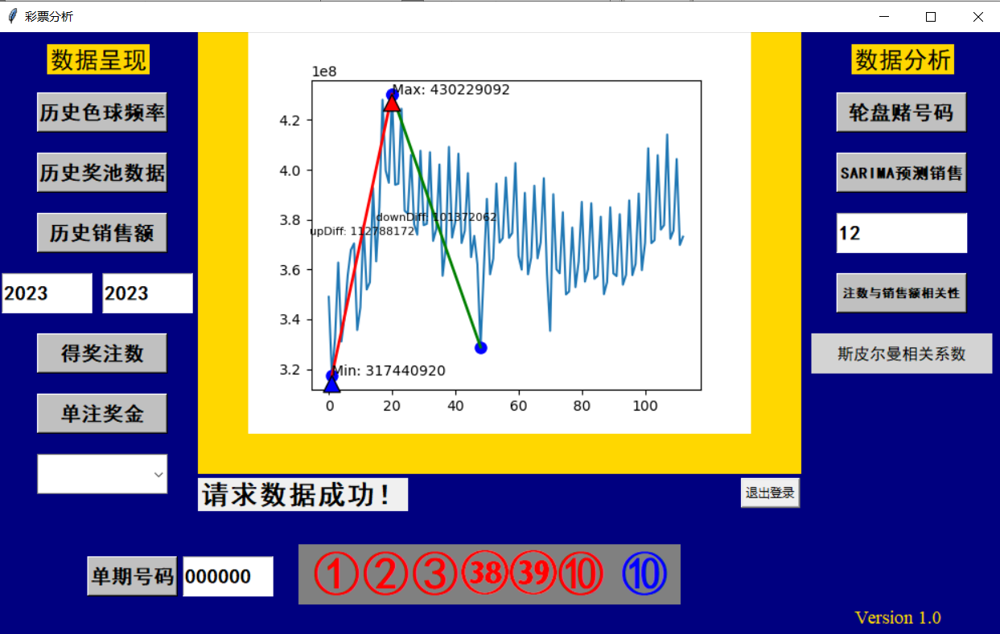 彩票分析
数据呈现
历史色球频率
历史奖池数据
历史销售额
2023 2023
得奖注数
单注奖金
1e8
Max: 430229092
4.2
4.0
3.8
downDiff: 101372062
upDiff: 112788172
3.6
3.4
3.2
Min: 317440920
0 20 40 60 80 100
数据分析
轮盘赌号码
SARIMA预测销售
12
注数与销售额相关性
斯皮尔曼相关系数
请求数据成功！
退出登录
单期号码 000000
① ② ③ ㊳ ㊴ ⑩ ⑩
Version 1.0